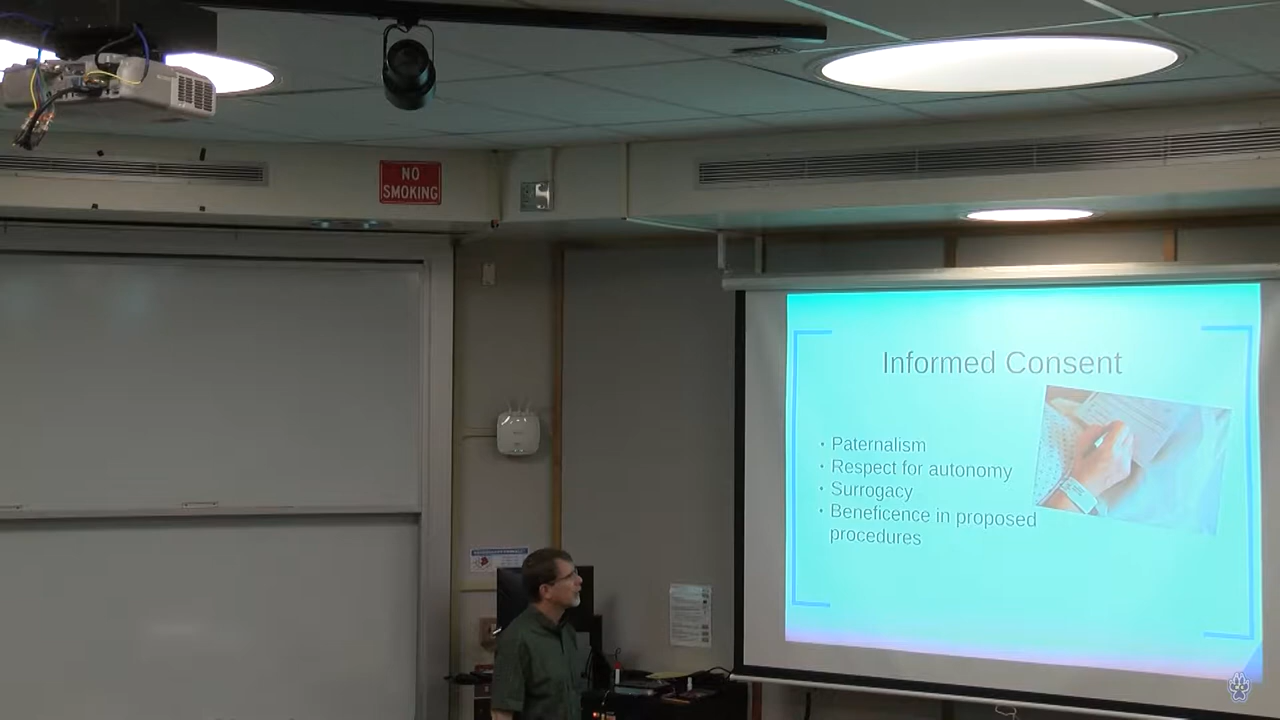 NO
SMOKING
Informed Consent
• Paternalism
• Respect for autonomy
• Surrogacy
• Beneficence in proposed
procedures